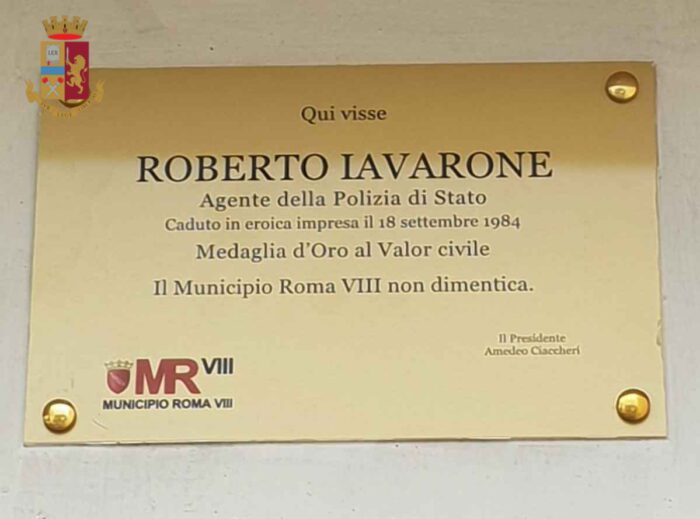 Qui visse
ROBERTO IAVARONE
Agente della Polizia di Stato
Caduto in eroica impresa il 18 settembre 1984
Medaglia d'Oro al Valor civile
Il Municipio Roma VIII non dimentica.
Il Presidente
Amedeo Ciaccheri
MR VIII
MUNICIPIO ROMA VIII